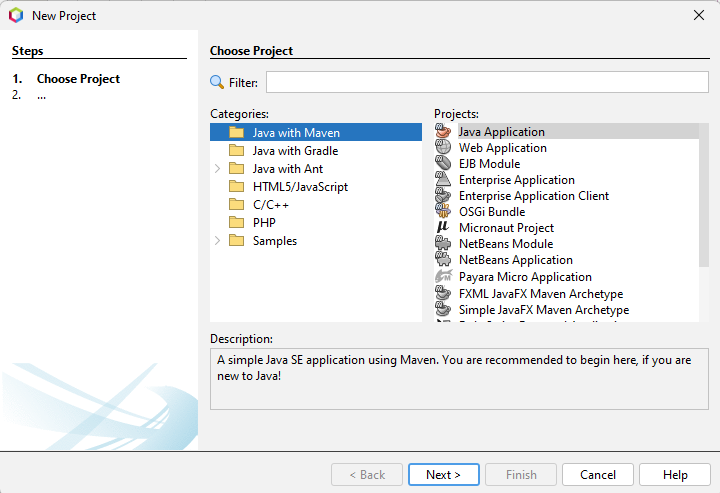 New Project
Steps
1. Choose Project
2. ...
Choose Project
Filter:
Categories:
Java with Maven
Java with Gradle
Java with Ant
HTML5/JavaScript
C/C++
PHP
Samples
Projects:
Java Application
Web Application
EJB Module
Enterprise Application
Enterprise Application Client
OSGi Bundle
Micronaut Project
NetBeans Module
NetBeans Application
Payara Micro Application
FXML JavaFX Maven Archetype
Simple JavaFX Maven Archetype
Description:
A simple Java SE application using Maven. You are recommended to begin here, if you are
new to Java!
< Back
Next >
Finish
Cancel
Help